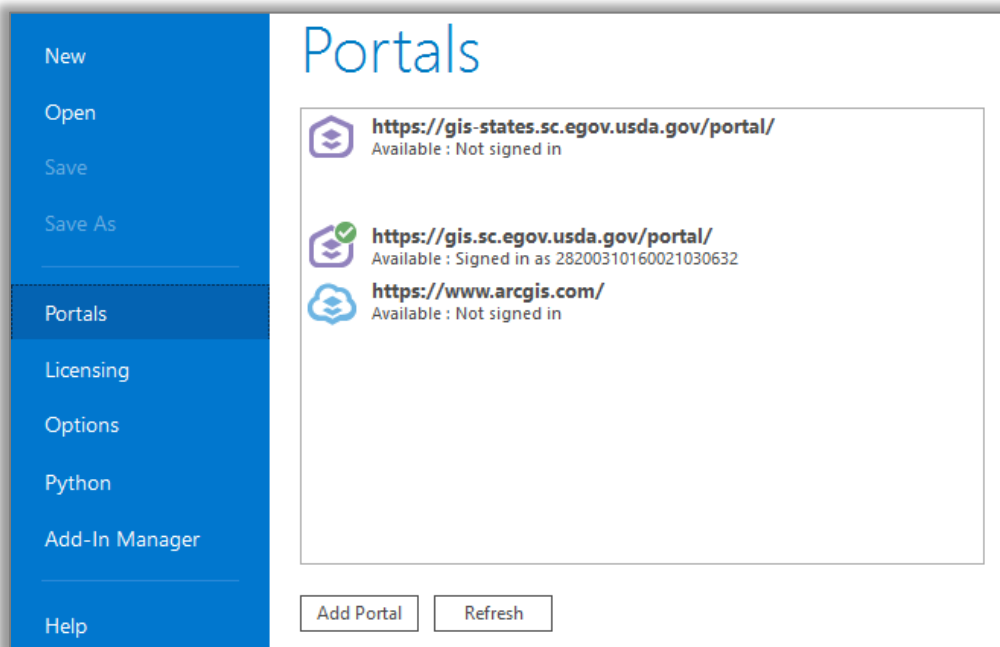 New
Open
Save
Save As
Portals
Licensing
Options
Python
Add-In Manager
Help
Portals
https://gis-states.sc.egov.usda.gov/portal/
Available : Not signed in
https://gis.sc.egov.usda.gov/portal/
Available : Signed in as 28200310160021030632
https://www.arcgis.com/
Available : Not signed in
Add Portal
Refresh